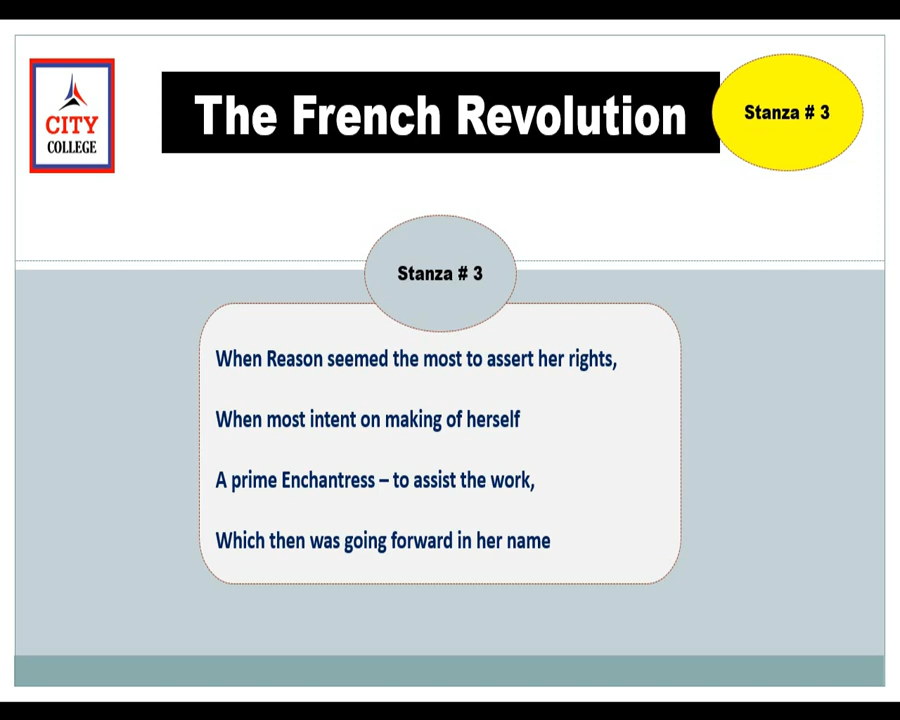 CITY
COLLEGE
The French Revolution
Stanza # 3
Stanza # 3
When Reason seemed the most to assert her rights,
When most intent on making of herself
A prime Enchantress – to assist the work,
Which then was going forward in her name